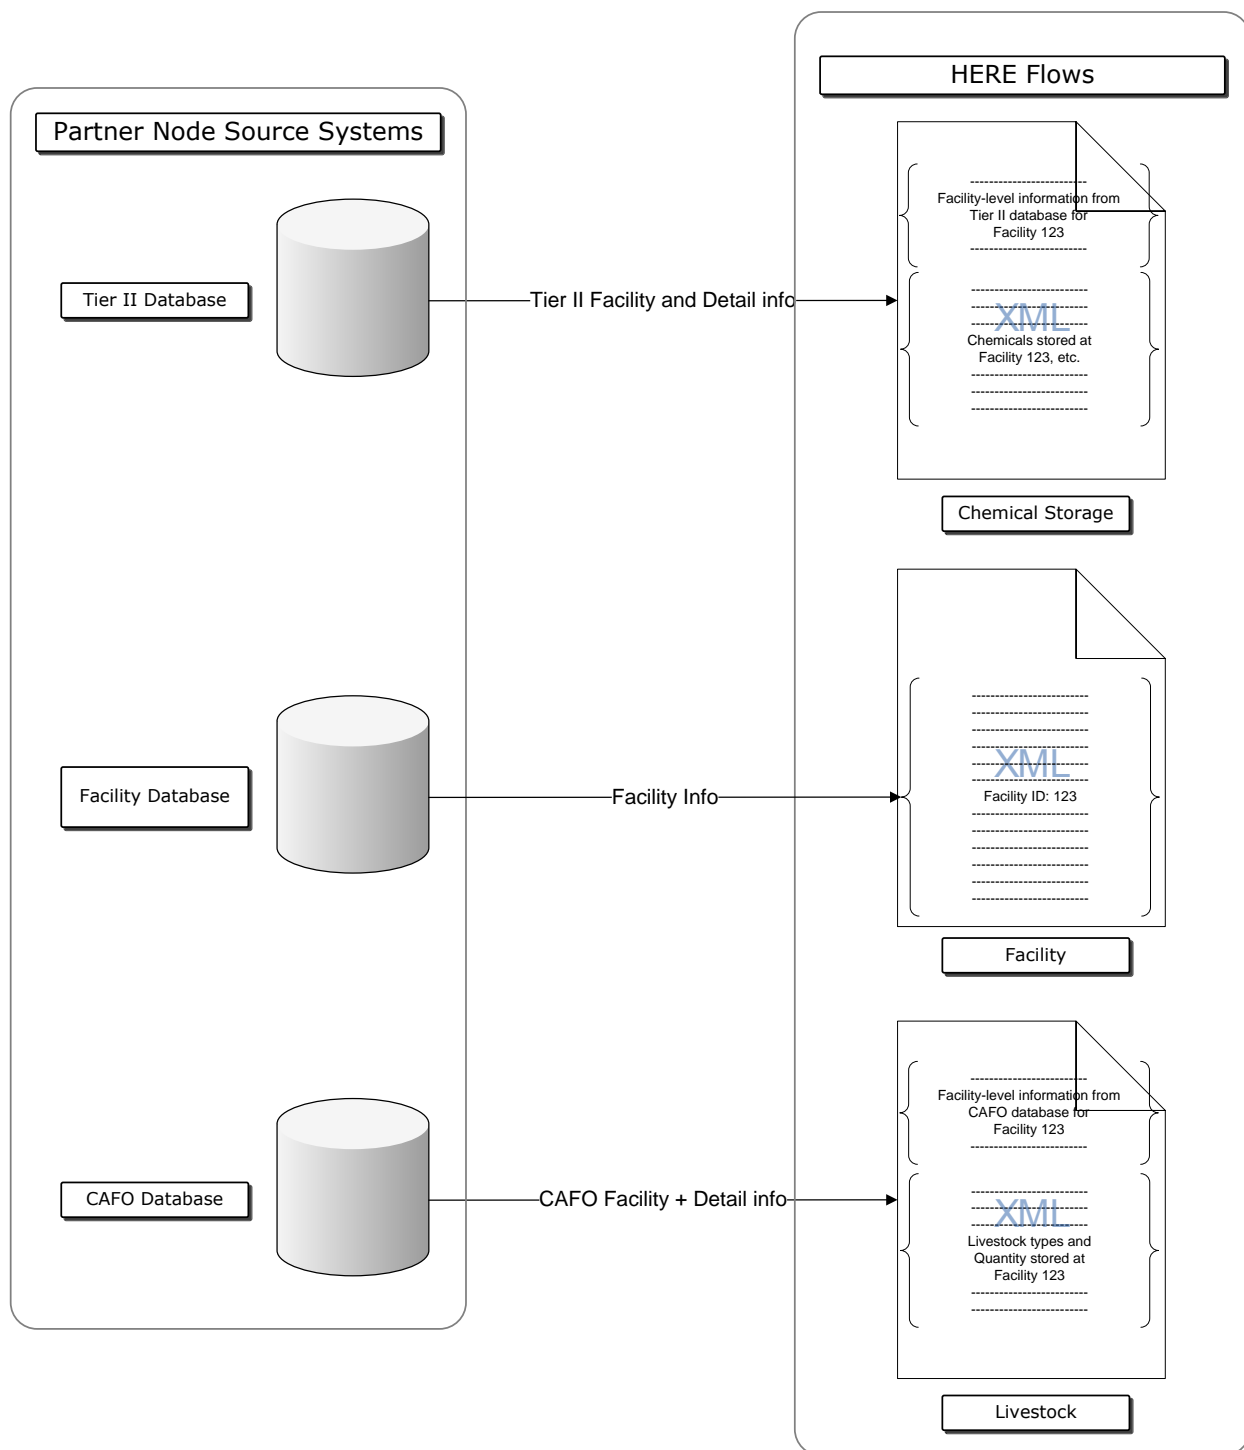 HERE Flows
Partner Node Source Systems
Facility-level information from
Tier II database for
Facility 123
Tier II Database
Tier II Facility and Detail info
XML
Chemicals stored at
Facility 123, etc.
Chemical Storage
XML
Facility Database
Facility Info
Facility ID: 123
Facility
Facility-level information from
CAFO database for
Facility 123
CAFO Database
CAFO Facility + Detail info
XML
Livestock types and
Quantity stored at
Facility 123
Livestock